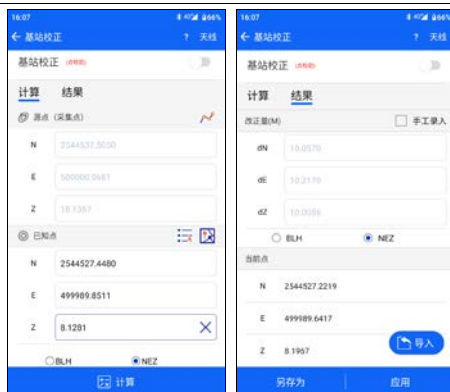 16:07
66%
← 基站校正 ? 天线
基站校正
计算 结果
源点 (采集点)
N
E 500000.0681
Z
已知点
N 2544527.4480
E 499989.8511
Z 8.1281
BLH NEZ
计算
16:07
66%
← 基站校正 ? 天线
基站校正
计算 结果
改正量(M) 手工录入
dN 10.0570
dE 10.2170
dZ 10.0086
BLH NEZ
当前点
N 2544527.2219
E 499989.6417
Z 8.1967
导入
另存为 应用